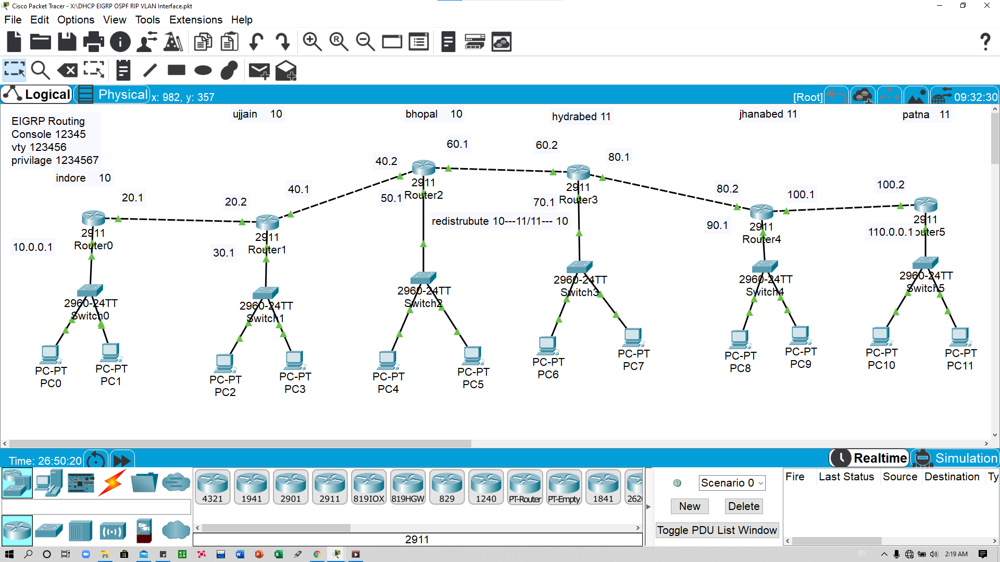 Cisco Packet Tracer - X:\DHCP EIGRP OSPF RIP VLAN Interface.pkt
File Edit Options View Tools Extensions Help
Logical Physical x: 982, y: 357 [Root] 09:32:30
EIGRP Routing
Console 12345
vty 123456
privilage 1234567
indore 10
ujjain 10
bhopal 10
hydrabed 11
jhanabed 11
patna 11
20.1
20.2
40.1
40.2
60.1
60.2
80.1
80.2
100.1
100.2
10.0.0.1
30.1
50.1
70.1
90.1
110.0.0.1
redistrubute 10---11/11--- 10
2911
Router0
2911
Router1
2911
Router2
2911
Router3
2911
Router4
2911
outer5
2960-24TT
Switch0
2960-24TT
Switch1
2960-24TT
Switch2
2960-24TT
Switch3
2960-24TT
Switch4
2960-24TT
Switch5
PC-PT
PC0
PC-PT
PC1
PC-PT
PC2
PC-PT
PC3
PC-PT
PC4
PC-PT
PC5
PC-PT
PC6
PC-PT
PC7
PC-PT
PC8
PC-PT
PC9
PC-PT
PC10
PC-PT
PC11
Time: 26:50:20 Realtime Simulation
4321 1941 2901 2911 819IOX 819HGW 829 1240 PT-Router PT-Empty 1841 262
2911
Scenario 0
New Delete
Toggle PDU List Window
Fire Last Status Source Destination Ty
EN 2:19 AM